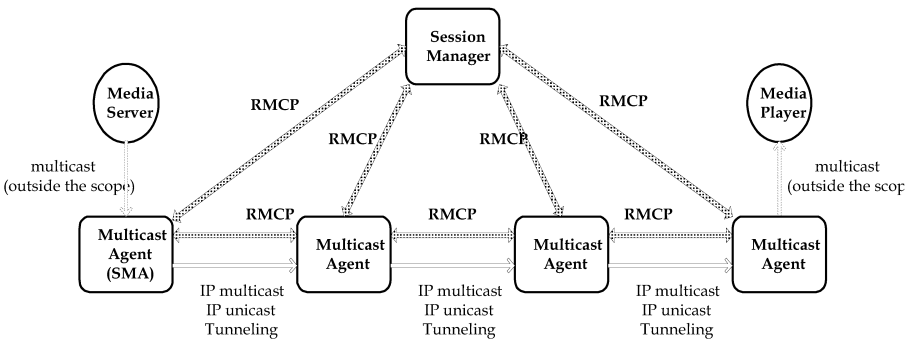 Session
Manager
Media
Server
Media
Player
RMCP
RMCP
RMCP
RMCP
multicast
(outside the scope)
multicast
(outside the scop
RMCP
RMCP
RMCP
Multicast
Agent
(SMA)
Multicast
Agent
Multicast
Agent
Multicast
Agent
IP multicast
IP unicast
Tunneling
IP multicast
IP unicast
Tunneling
IP multicast
IP unicast
Tunneling